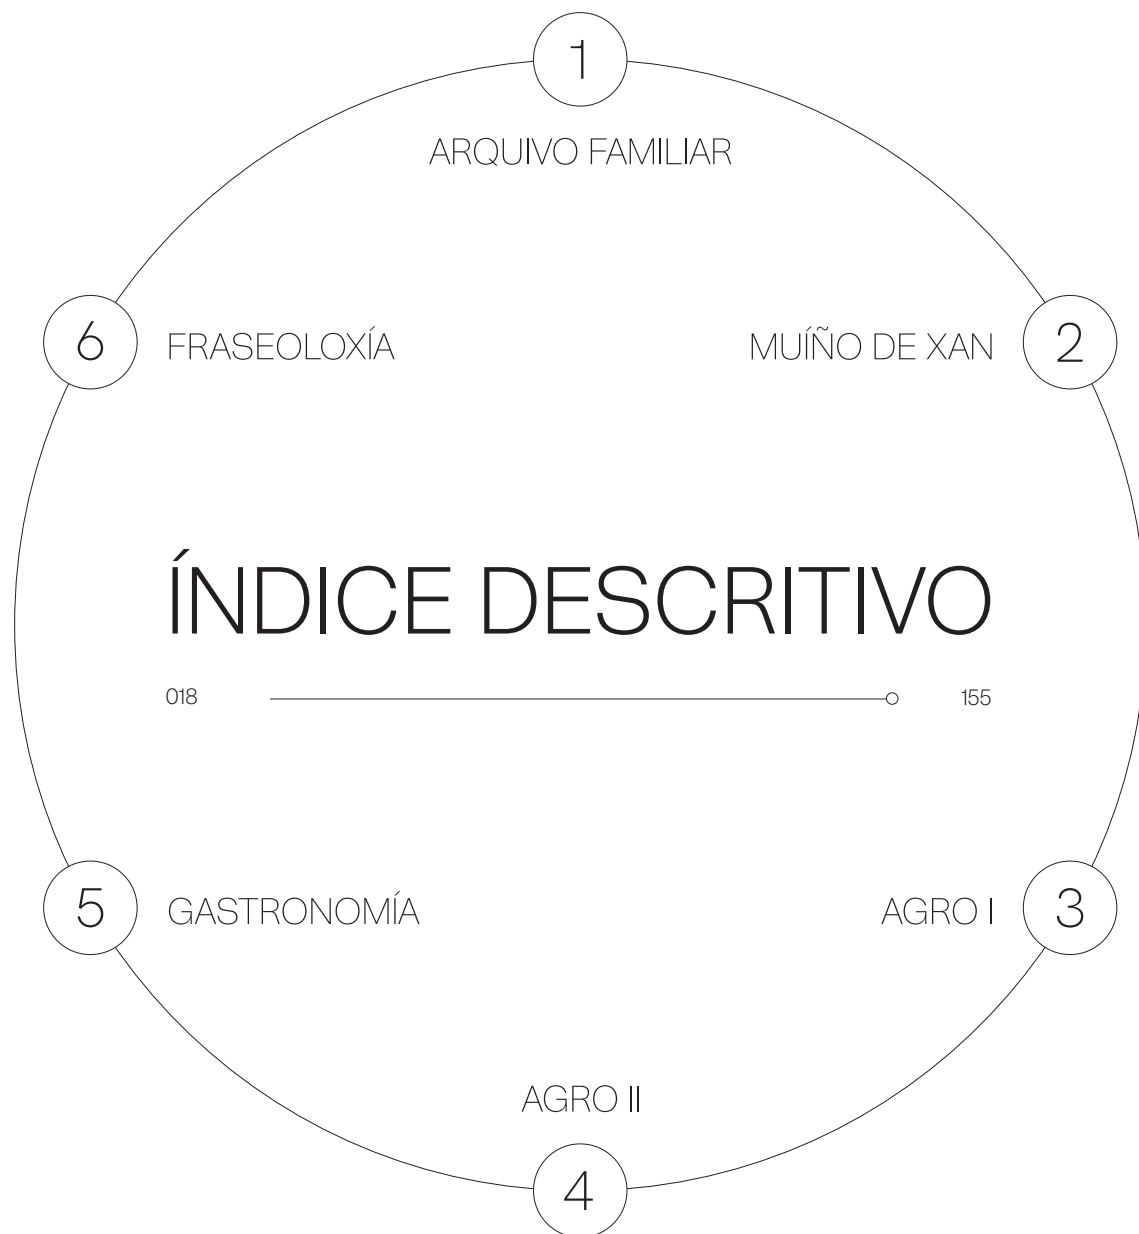 1
ARQUIVO FAMILIAR
6 FRASEOLOXÍA MUÍÑO DE XAN 2
ÍNDICE DESCRITIVO
018 155
5 GASTRONOMÍA AGRO I 3
AGRO II
4